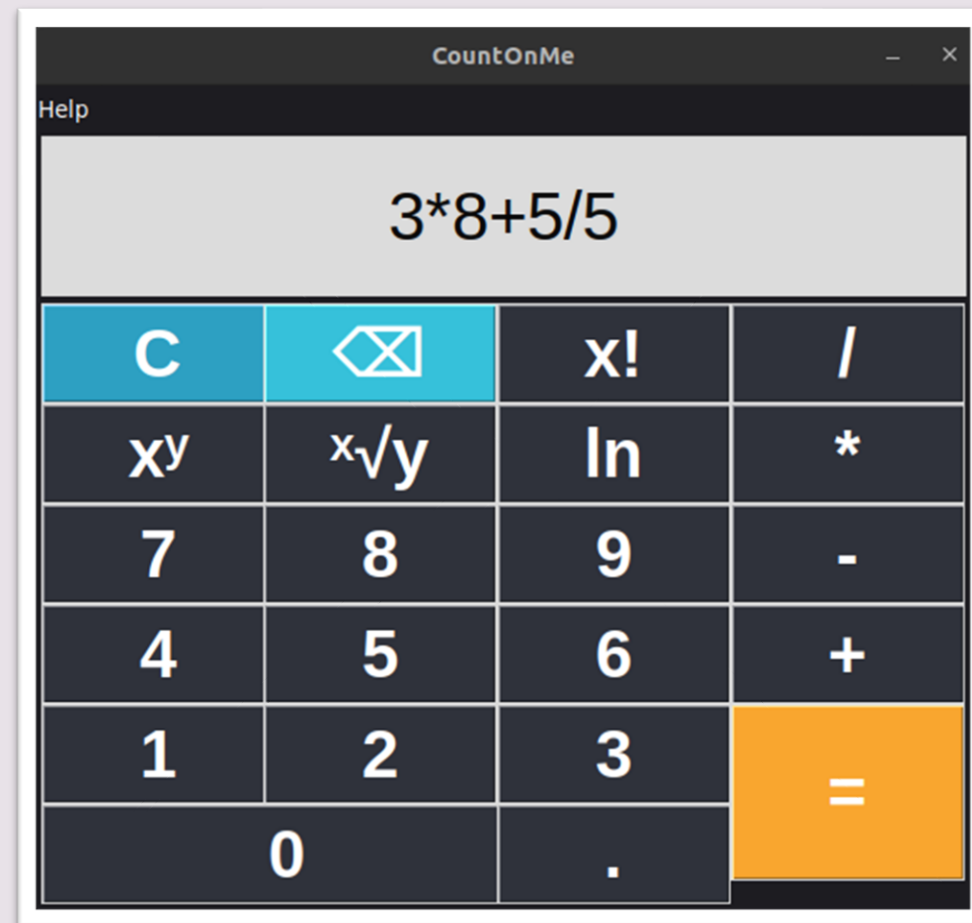 CountOnMe
Help
3*8+5/5
C ⌫ x! /
xʸ ˣ√y ln *
7 8 9 -
4 5 6 +
1 2 3 =
0 .